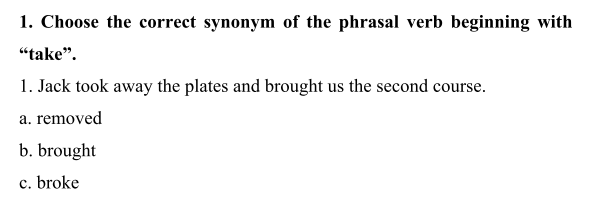 1. Choose the correct synonym of the phrasal verb beginning with
“take”.
1. Jack took away the plates and brought us the second course.
a. removed
b. brought
c. broke